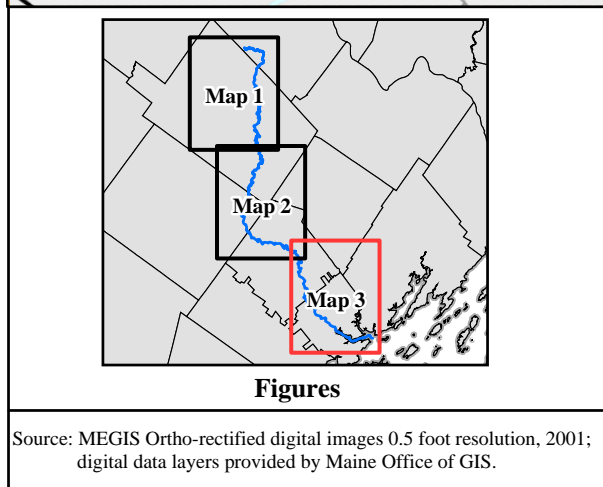 Map 1
Map 2
Map 3
Figures
Source: MEGIS Ortho-rectified digital images 0.5 foot resolution, 2001;
digital data layers provided by Maine Office of GIS.